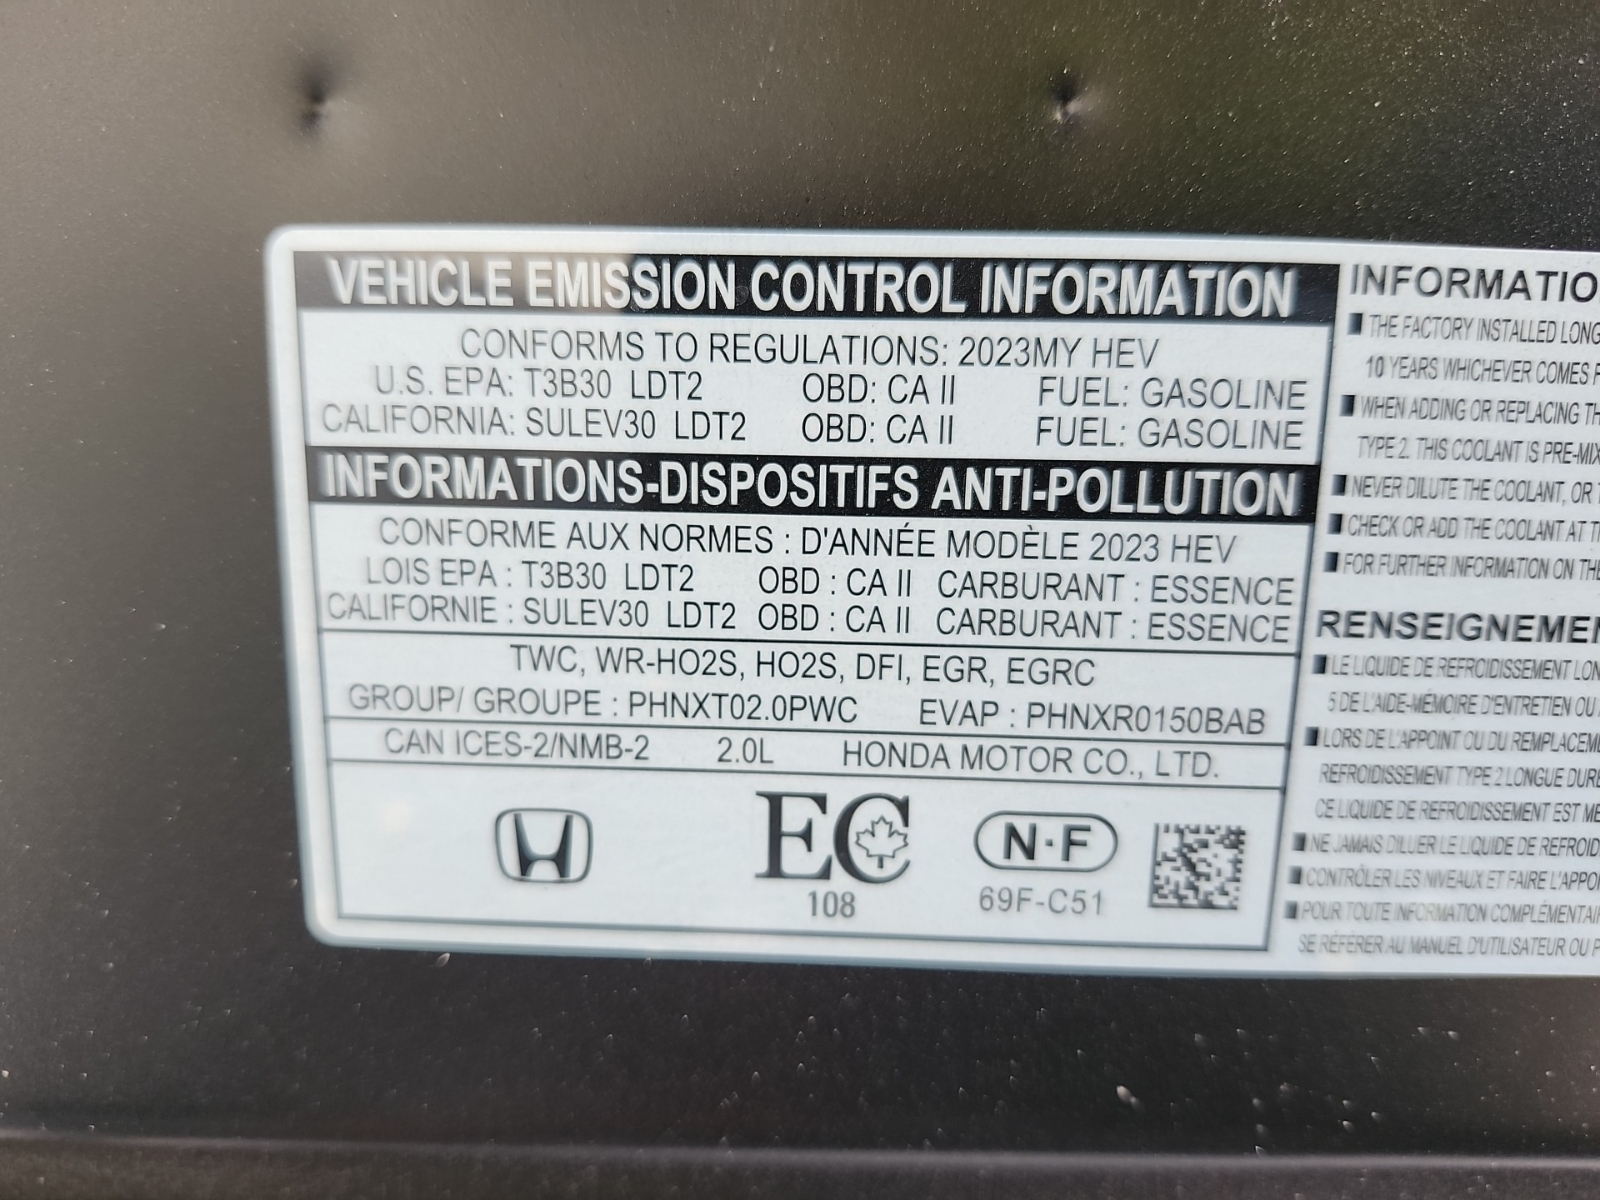 VEHICLE EMISSION CONTROL INFORMATION
CONFORMS TO REGULATIONS: 2023MY HEV
U.S. EPA: T3B30 LDT2 OBD: CA II FUEL: GASOLINE
CALIFORNIA: SULEV30 LDT2 OBD: CA II FUEL: GASOLINE
INFORMATIONS-DISPOSITIFS ANTI-POLLUTION
CONFORME AUX NORMES : D'ANNÉE MODÈLE 2023 HEV
LOIS EPA : T3B30 LDT2 OBD : CA II CARBURANT : ESSENCE
CALIFORNIE : SULEV30 LDT2 OBD : CA II CARBURANT : ESSENCE
TWC, WR-HO2S, HO2S, DFI, EGR, EGRC
GROUP/ GROUPE : PHNXT02.0PWC EVAP : PHNXR0150BAB
CAN ICES-2/NMB-2 2.0L HONDA MOTOR CO., LTD.
EC
108
N·F
69F-C51
INFORMATIO
THE FACTORY INSTALLED LONG
10 YEARS WHICHEVER COMES F
WHEN ADDING OR REPLACING TH
TYPE 2. THIS COOLANT IS PRE-MIX
NEVER DILUTE THE COOLANT, OR T
CHECK OR ADD THE COOLANT AT T
FOR FURTHER INFORMATION ON THE
RENSEIGNEMEN
LE LIQUIDE DE REFROIDISSEMENT LON
5 DE L'AIDE-MÉMOIRE D'ENTRETIEN OU
LORS DE L'APPOINT OU DU REMPLACEME
REFROIDISSEMENT TYPE 2 LONGUE DURÉ
CE LIQUIDE DE REFROIDISSEMENT EST MÉ
NE JAMAIS DILUER LE LIQUIDE DE REFROID
CONTRÔLER LES NIVEAUX ET FAIRE L'APPO
POUR TOUTE INFORMATION COMPLÉMENTAI
SE RÉFÉRER AU MANUEL D'UTILISATEUR OU P